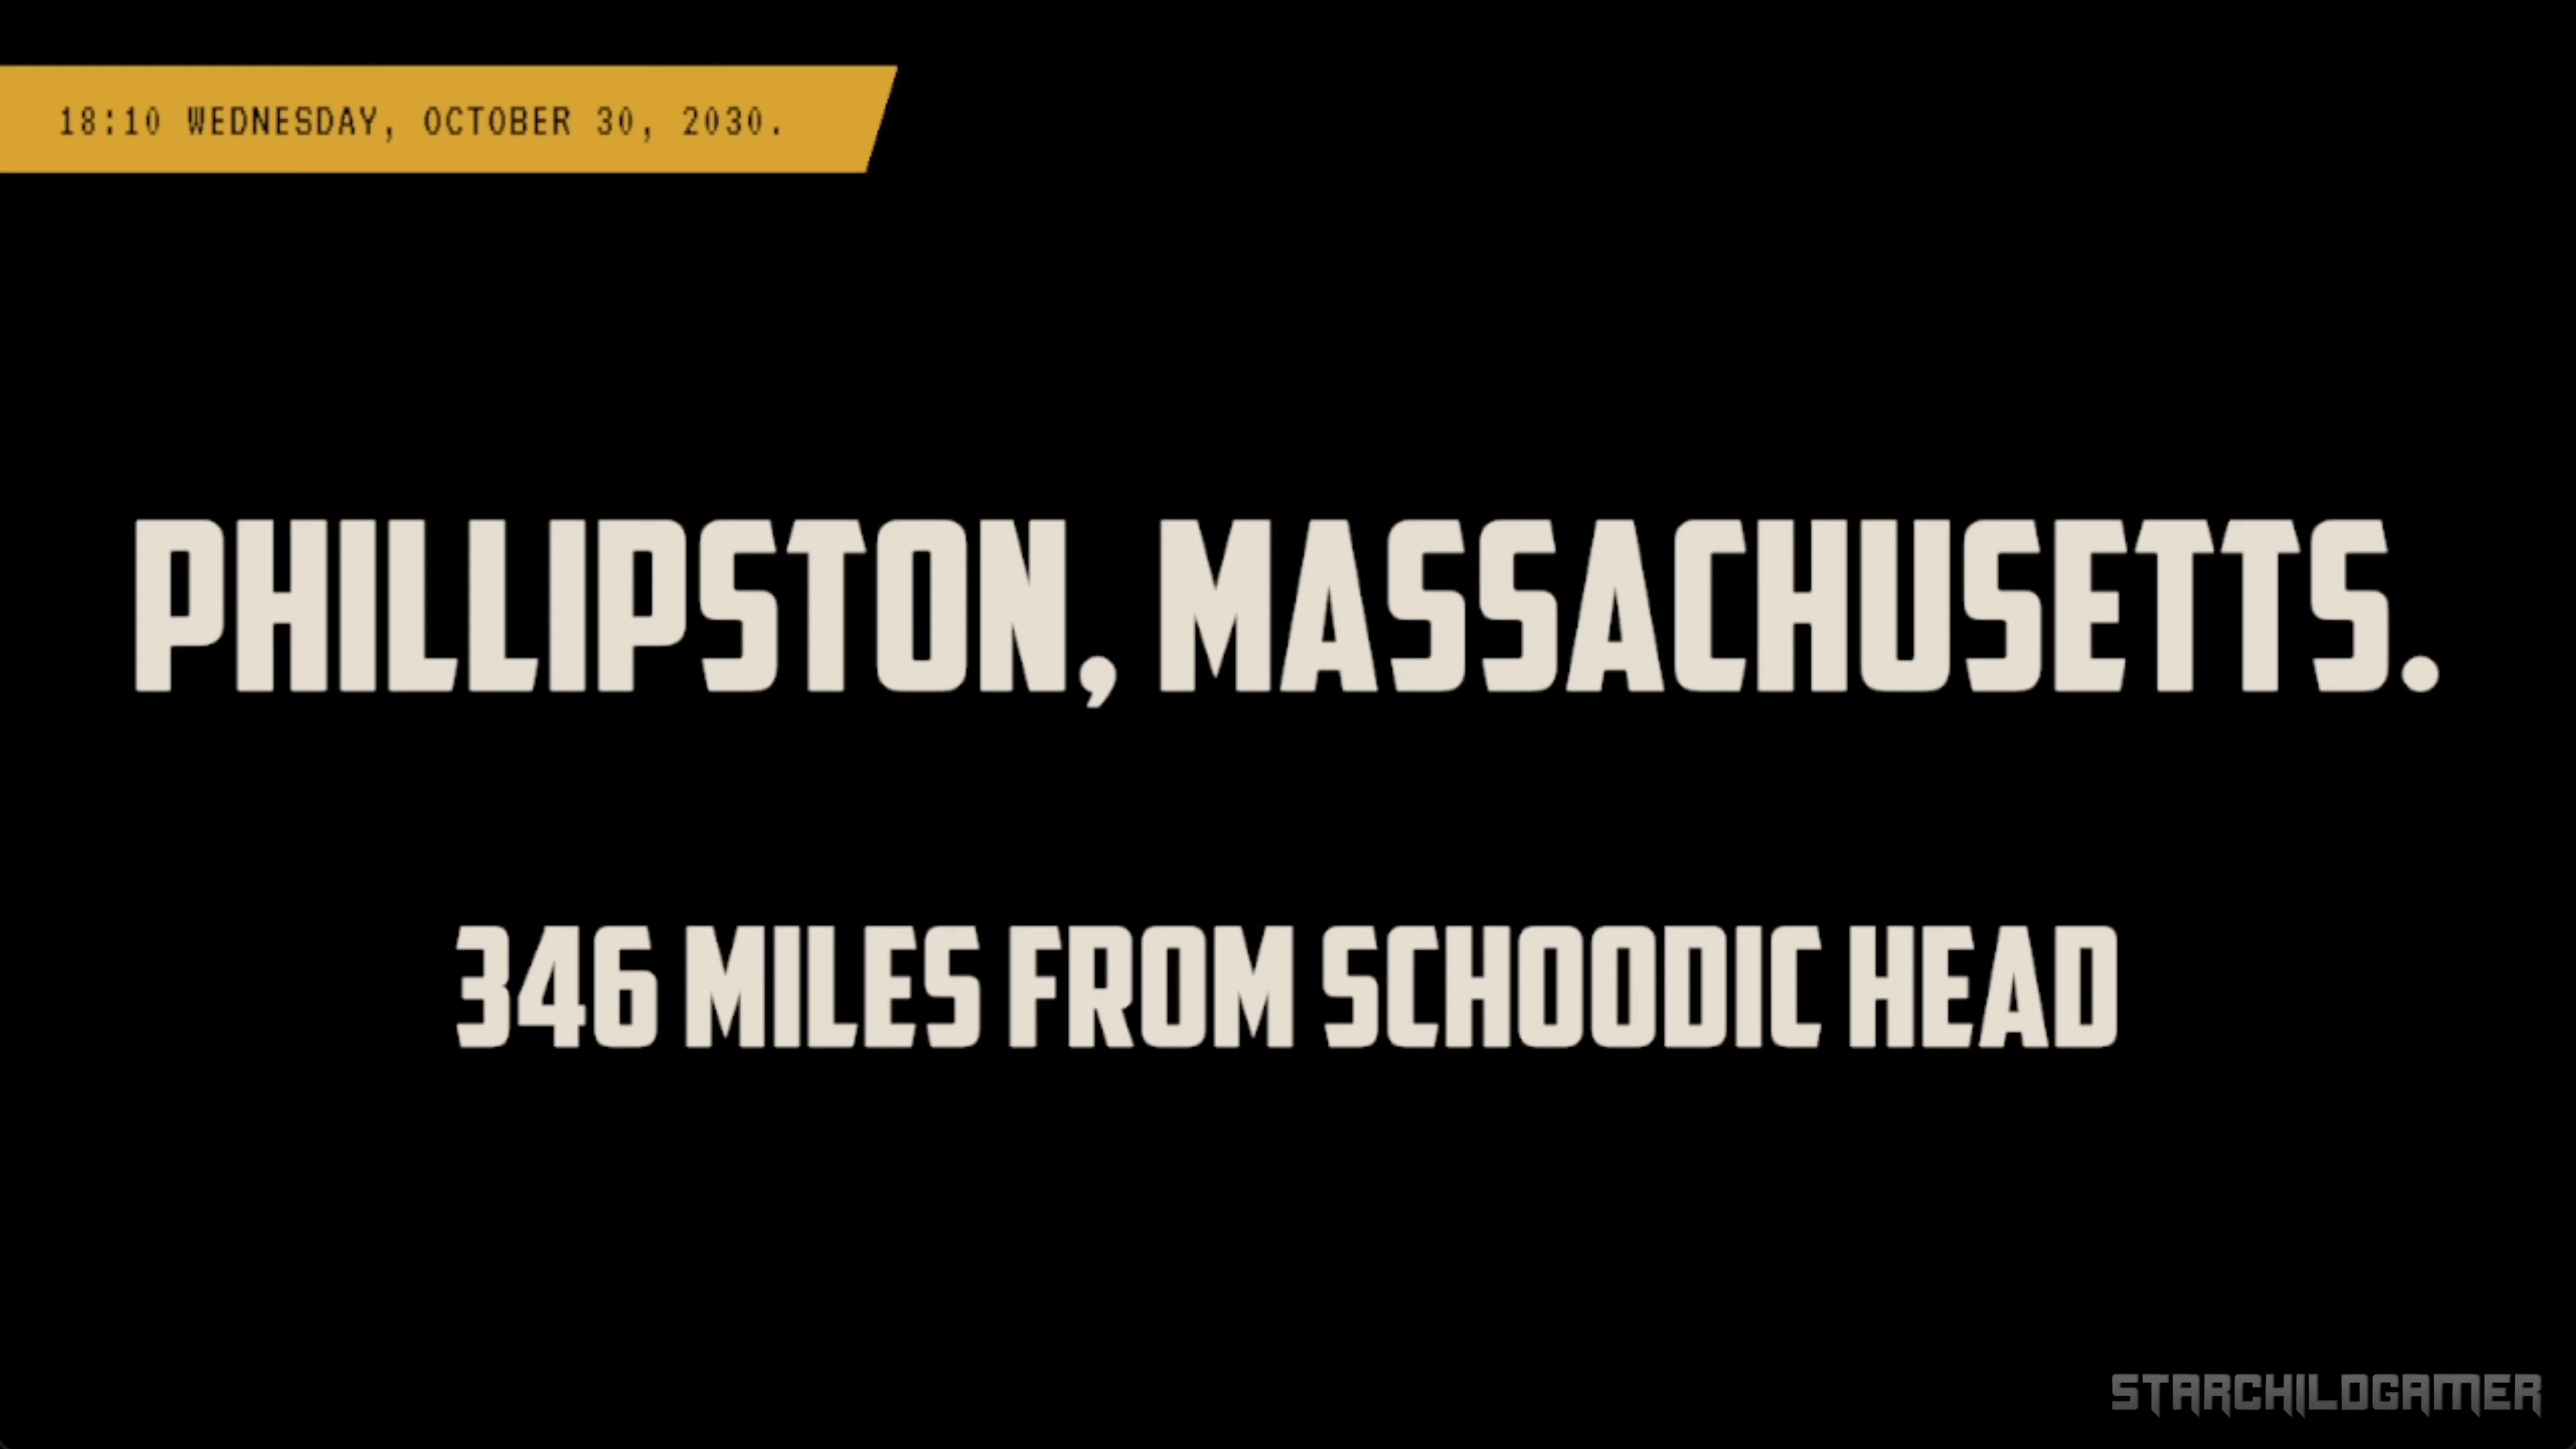 18:10 WEDNESDAY, OCTOBER 30, 2030.
PHILLIPSTON, MASSACHUSETTS.
346 MILES FROM SCHOODIC HEAD
STARCHILDGAMER